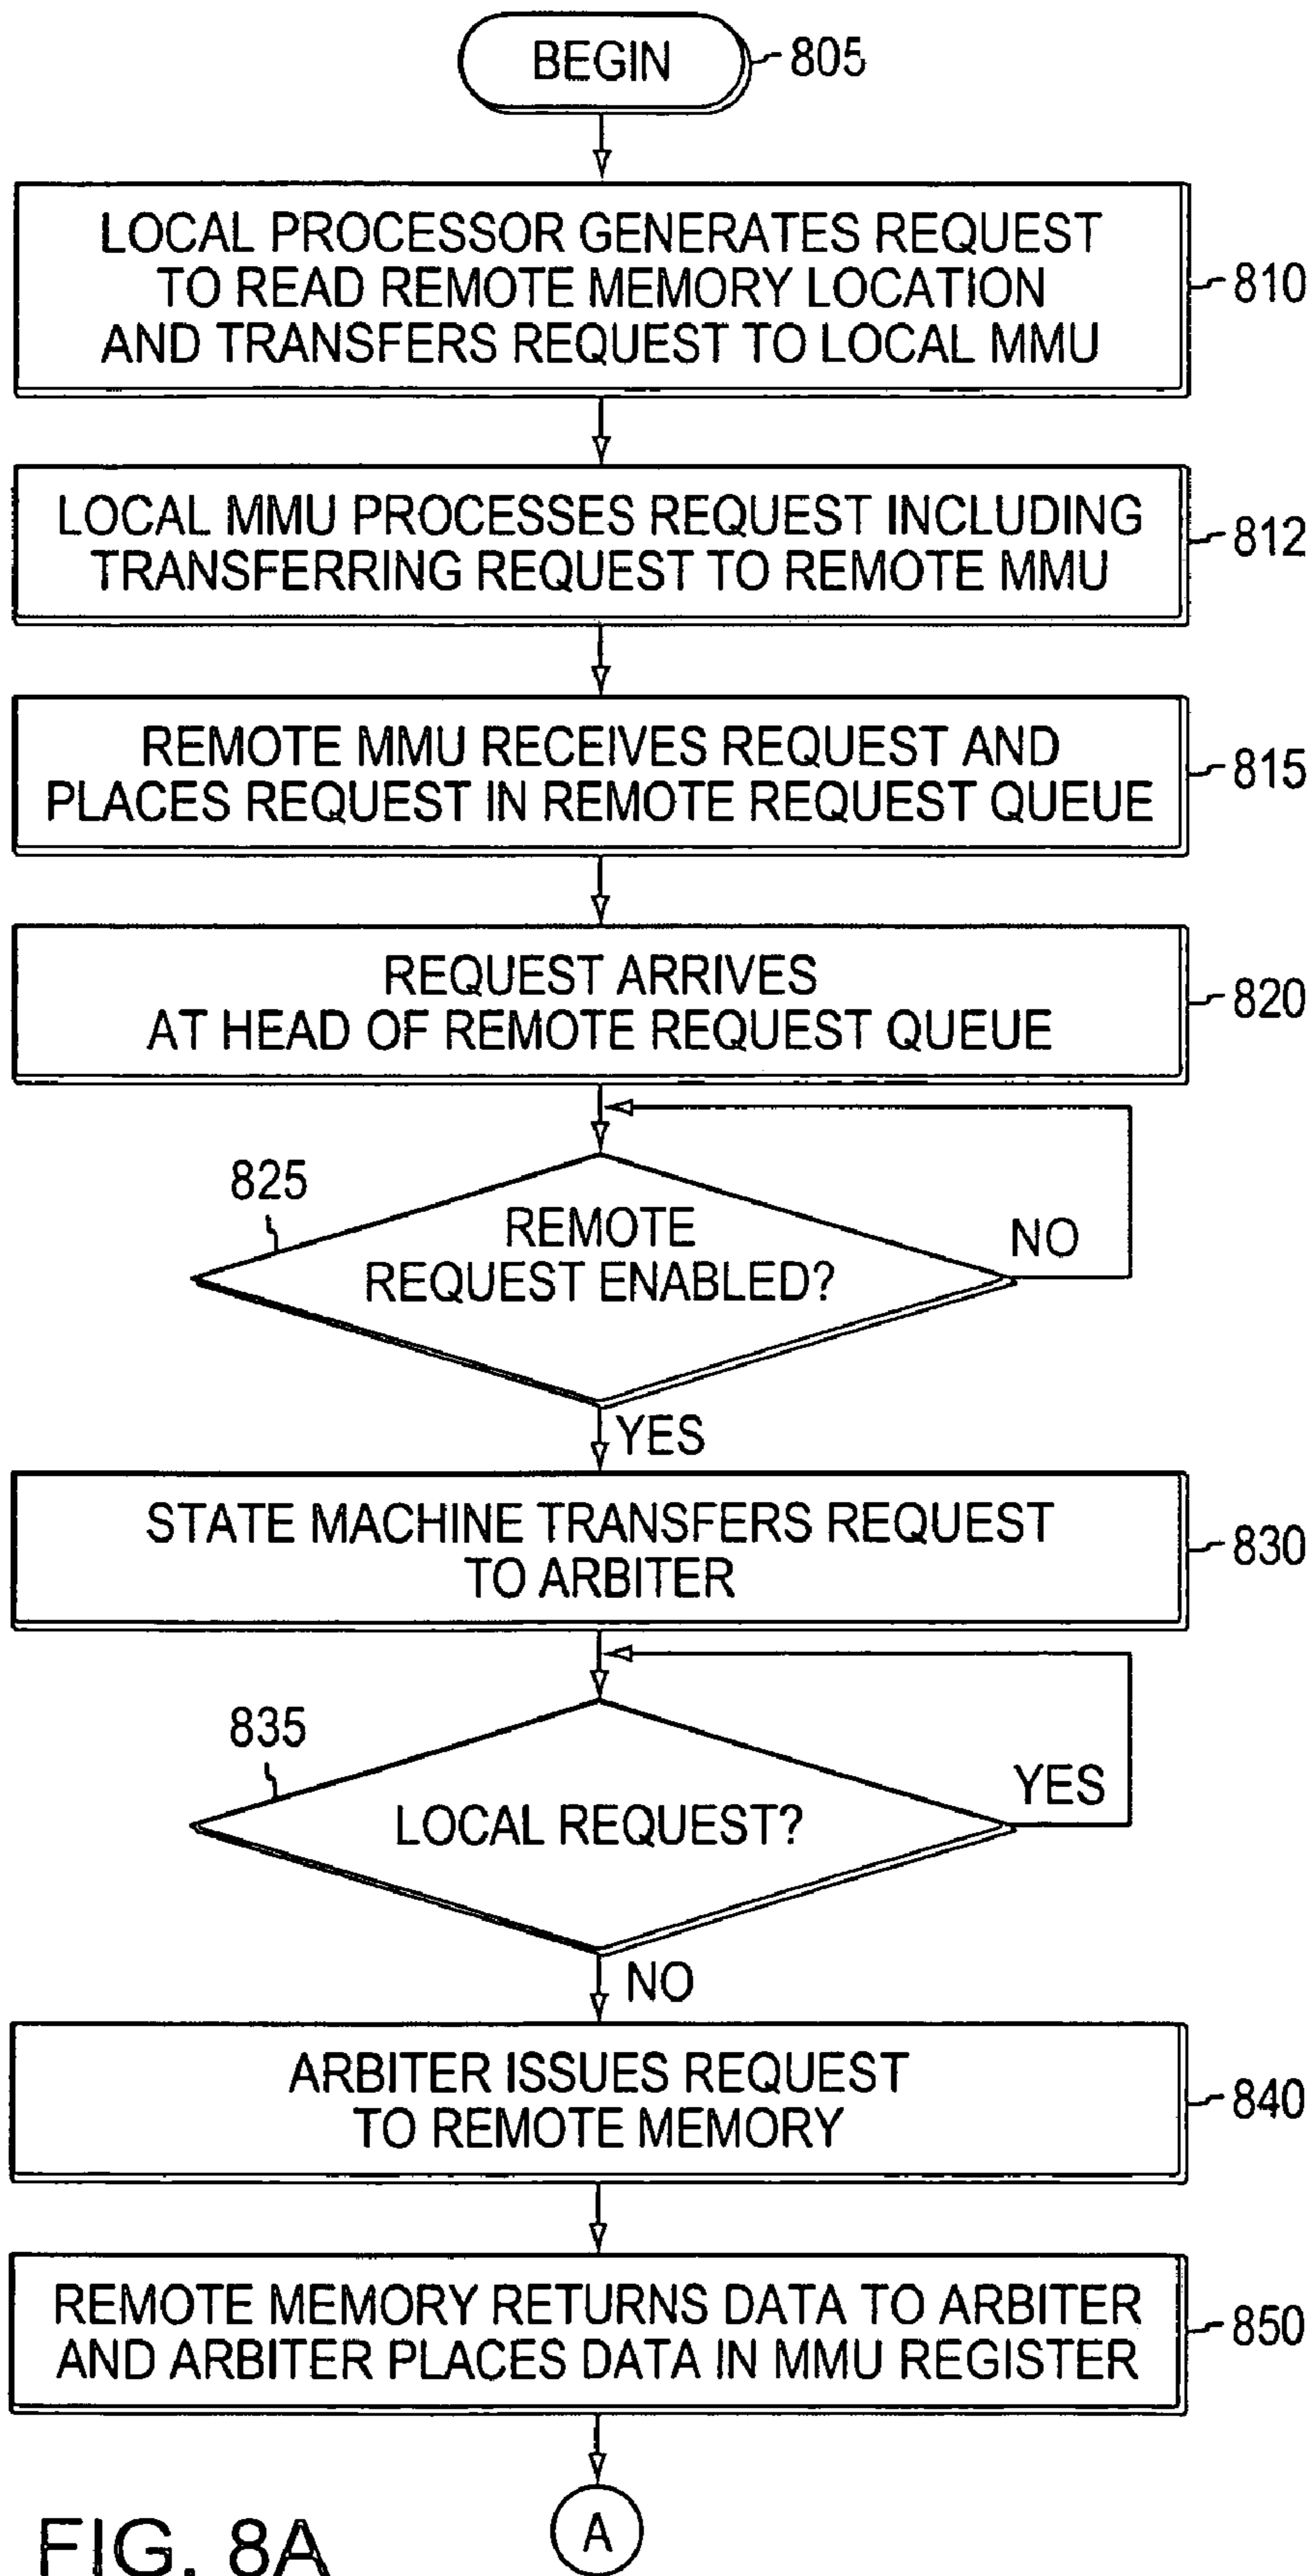 BEGIN
805
LOCAL PROCESSOR GENERATES REQUEST
TO READ REMOTE MEMORY LOCATION
AND TRANSFERS REQUEST TO LOCAL MMU
810
LOCAL MMU PROCESSES REQUEST INCLUDING
TRANSFERRING REQUEST TO REMOTE MMU
812
REMOTE MMU RECEIVES REQUEST AND
PLACES REQUEST IN REMOTE REQUEST QUEUE
815
REQUEST ARRIVES
AT HEAD OF REMOTE REQUEST QUEUE
820
825
REMOTE
REQUEST ENABLED?
NO
YES
STATE MACHINE TRANSFERS REQUEST
TO ARBITER
830
835
LOCAL REQUEST?
YES
NO
ARBITER ISSUES REQUEST
TO REMOTE MEMORY
840
REMOTE MEMORY RETURNS DATA TO ARBITER
AND ARBITER PLACES DATA IN MMU REGISTER
850
A
FIG. 8A